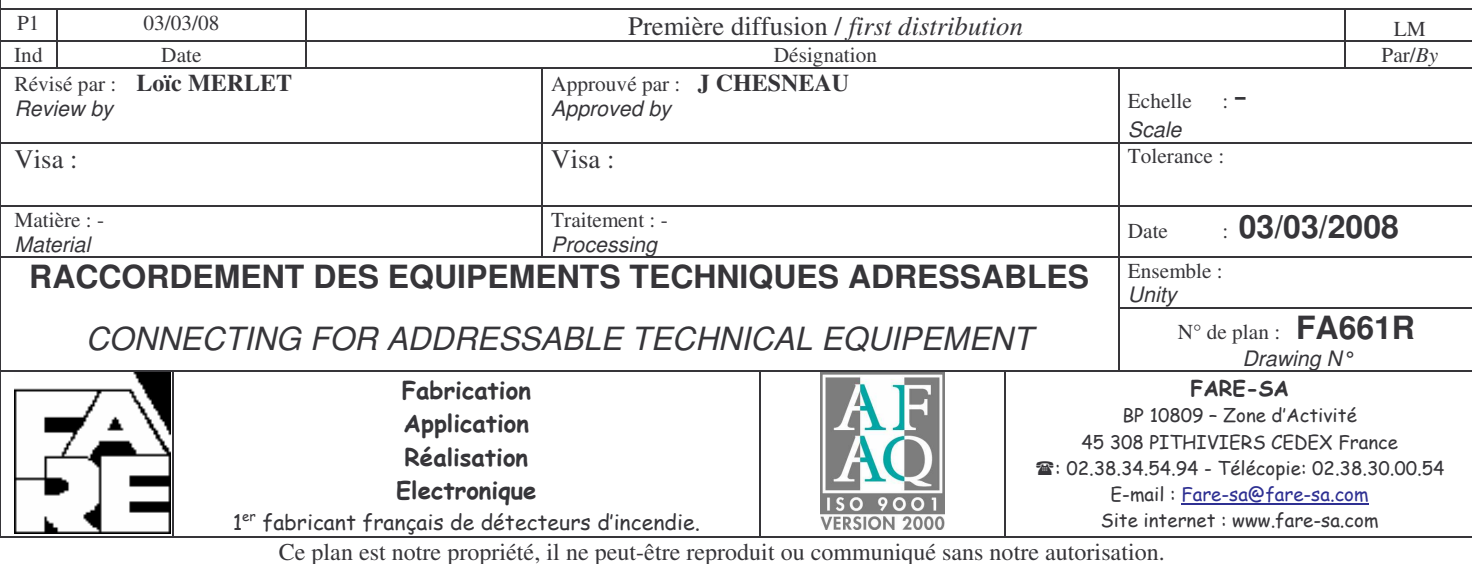 P1 03/03/08 Première diffusion / first distribution LM
Ind Date Désignation Par/By
Révisé par : Loïc MERLET
Review by
Approuvé par : J CHESNEAU
Approved by
Echelle : -
Scale
Visa :
Visa :
Tolerance :
Matière : -
Material
Traitement : -
Processing
Date : 03/03/2008
RACCORDEMENT DES EQUIPEMENTS TECHNIQUES ADRESSABLES
CONNECTING FOR ADDRESSABLE TECHNICAL EQUIPEMENT
Ensemble :
Unity
N° de plan : FA661R
Drawing N°
FA
RE
Fabrication
Application
Réalisation
Electronique
1er fabricant français de détecteurs d'incendie.
AF
AQ
ISO 9001
VERSION 2000
FARE-SA
BP 10809 – Zone d'Activité
45 308 PITHIVIERS CEDEX France
☎: 02.38.34.54.94 - Télécopie: 02.38.30.00.54
E-mail : Fare-sa@fare-sa.com
Site internet : www.fare-sa.com
Ce plan est notre propriété, il ne peut-être reproduit ou communiqué sans notre autorisation.